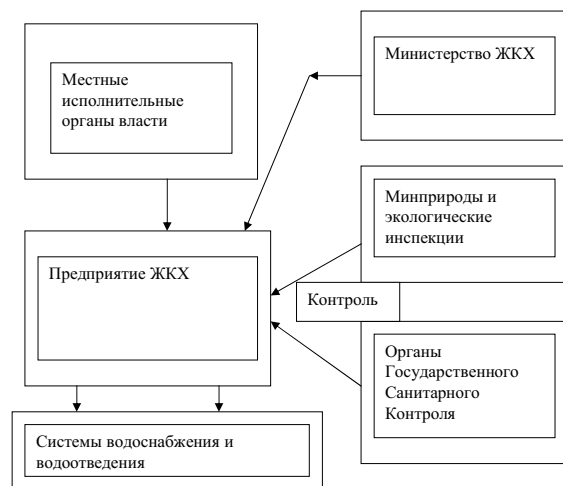 Местные
исполнительные
органы власти
Министерство ЖКХ
Минприроды и
экологические
инспекции
Предприятие ЖКХ
Контроль
Органы
Государственного
Санитарного
Контроля
Системы водоснабжения и
водоотведения